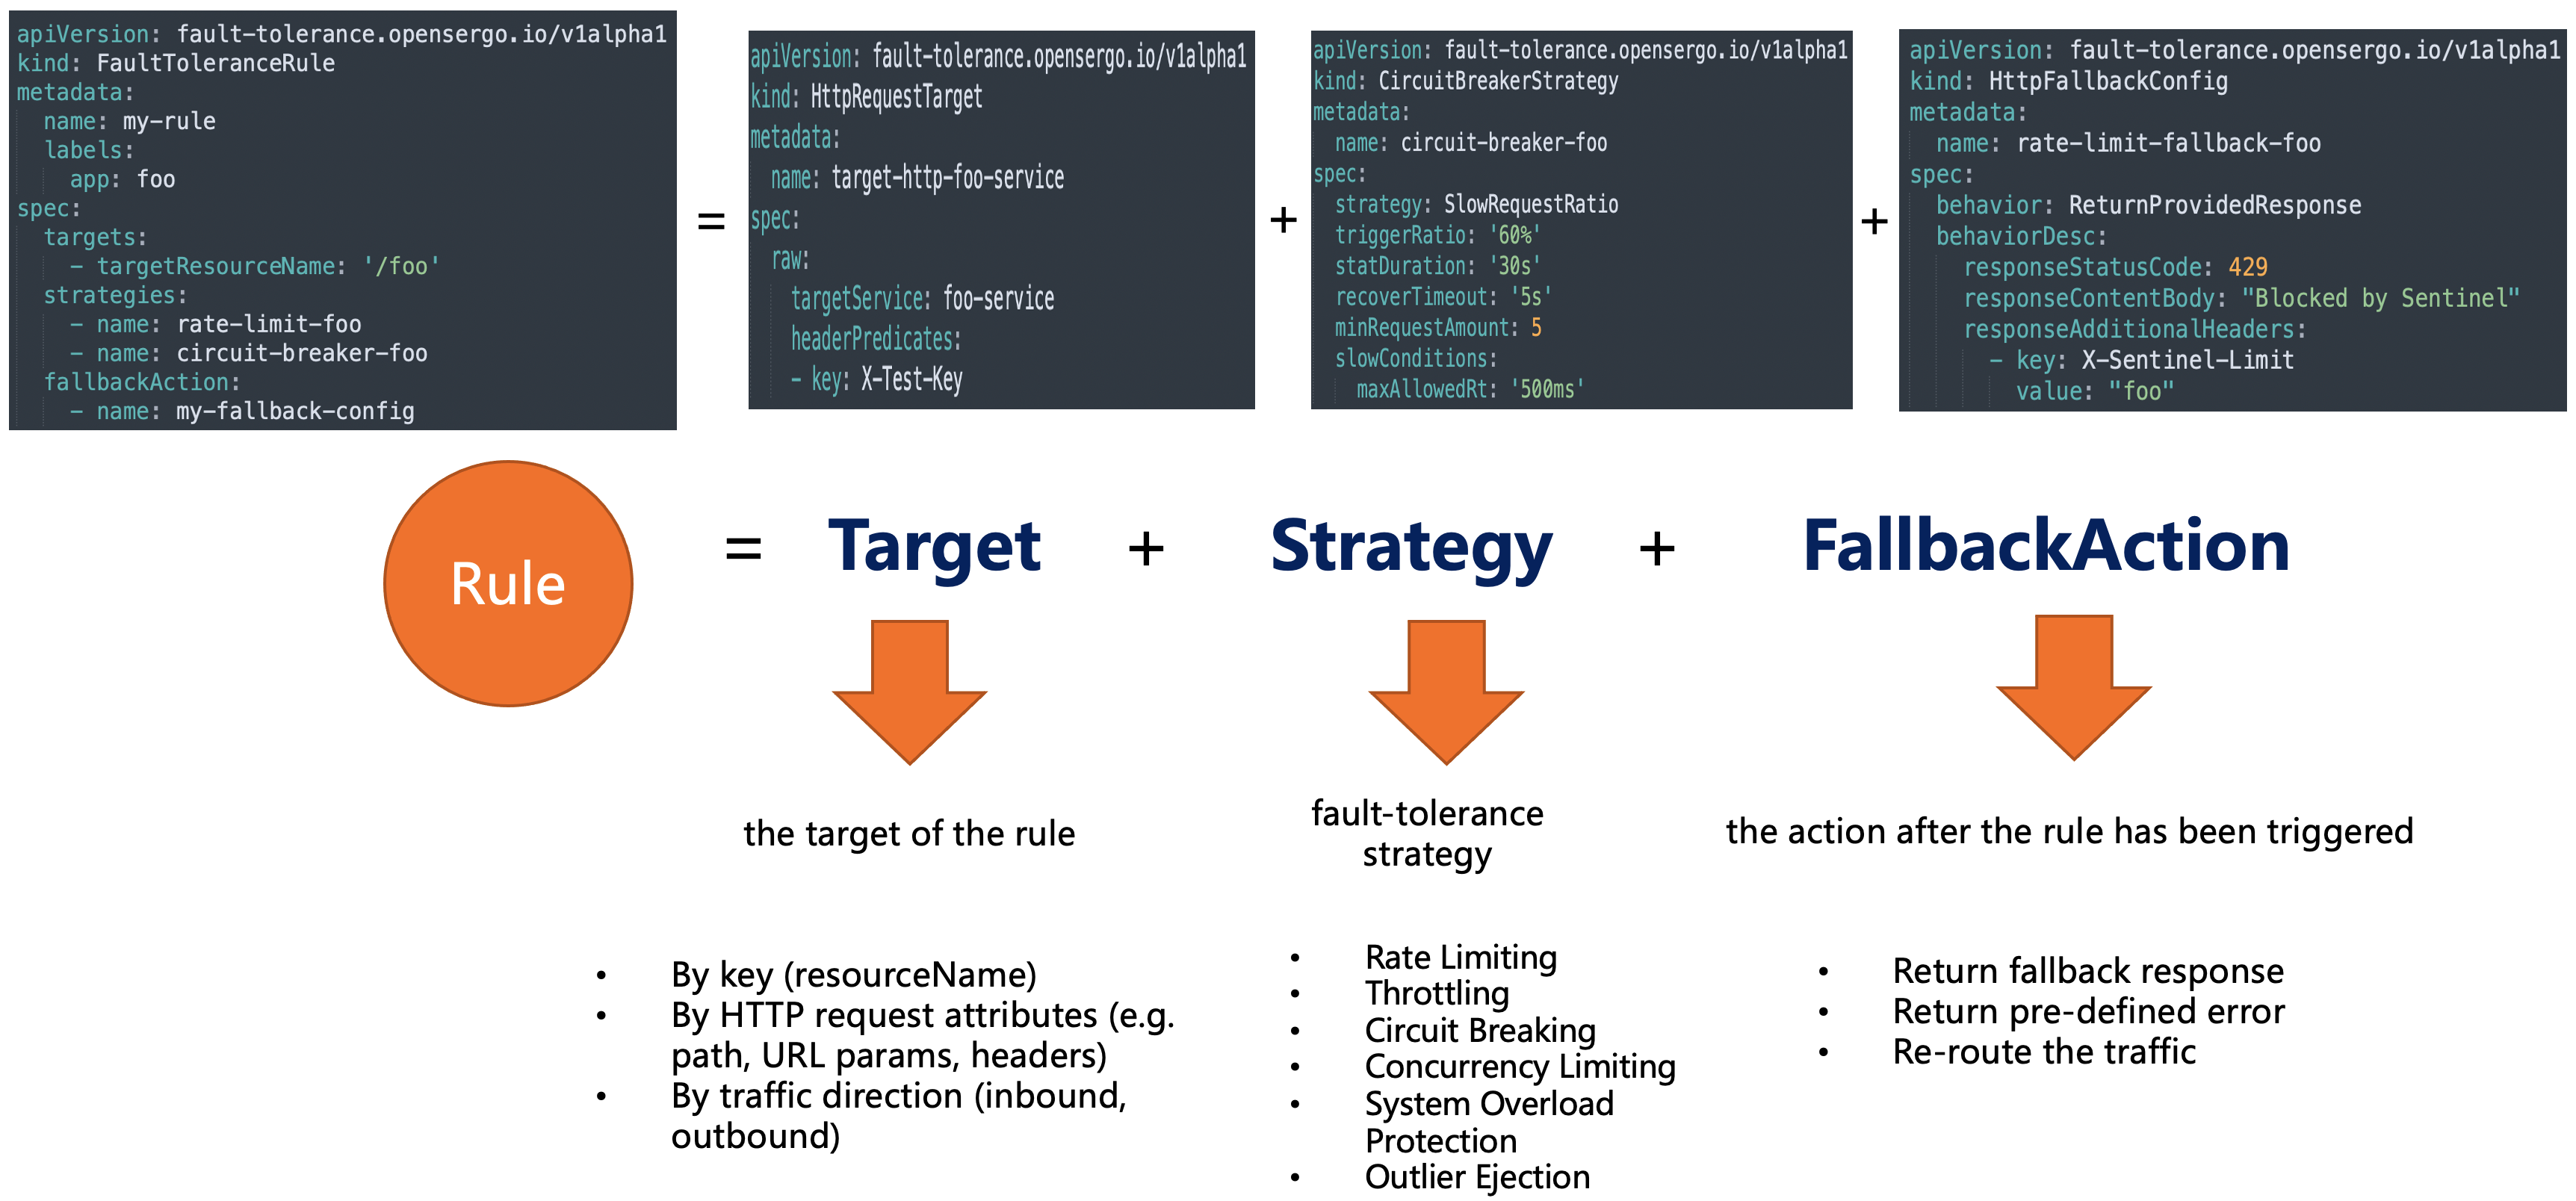 apiVersion: fault-tolerance.opensergo.io/v1alpha1
kind: FaultToleranceRule
metadata:
  name: my-rule
  labels:
    app: foo
spec:
  targets:
    - targetResourceName: '/foo'
  strategies:
    - name: rate-limit-foo
    - name: circuit-breaker-foo
  fallbackAction:
    - name: my-fallback-config
=
apiVersion: fault-tolerance.opensergo.io/v1alpha1
kind: HttpRequestTarget
metadata:
  name: target-http-foo-service
spec:
  raw:
    targetService: foo-service
    headerPredicates:
    - key: X-Test-Key
+
apiVersion: fault-tolerance.opensergo.io/v1alpha1
kind: CircuitBreakerStrategy
metadata:
  name: circuit-breaker-foo
spec:
  strategy: SlowRequestRatio
  triggerRatio: '60%'
  statDuration: '30s'
  recoverTimeout: '5s'
  minRequestAmount: 5
  slowConditions:
    maxAllowedRt: '500ms'
+
apiVersion: fault-tolerance.opensergo.io/v1alpha1
kind: HttpFallbackConfig
metadata:
  name: rate-limit-fallback-foo
spec:
  behavior: ReturnProvidedResponse
  behaviorDesc:
    responseStatusCode: 429
    responseContentBody: "Blocked by Sentinel"
    responseAdditionalHeaders:
      - key: X-Sentinel-Limit
        value: "foo"
Rule = Target + Strategy + FallbackAction
the target of the rule
• By key (resourceName)
• By HTTP request attributes (e.g.
path, URL params, headers)
• By traffic direction (inbound,
outbound)
fault-tolerance
strategy
• Rate Limiting
• Throttling
• Circuit Breaking
• Concurrency Limiting
• System Overload
Protection
• Outlier Ejection
the action after the rule has been triggered
• Return fallback response
• Return pre-defined error
• Re-route the traffic